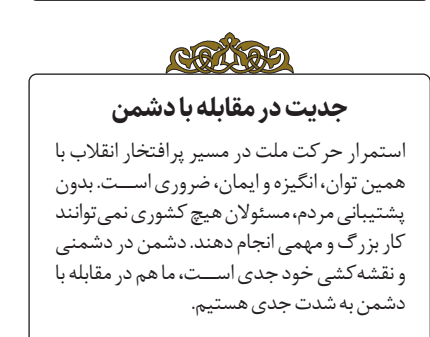 جدیت در مقابله با دشمن
استمرار حرکت ملت در مسیر پرافتخار انقلاب با
همین توان، انگیزه و ایمان، ضروری است. بدون
پشتیبانی مردم، مسئولان هیچ کشوری نمی‌توانند
کار بزرگ و مهمی انجام دهند. دشمن در دشمنی
و نقشه‌کشی خود جدی است، ما هم در مقابله با
دشمن به شدت جدی هستیم.